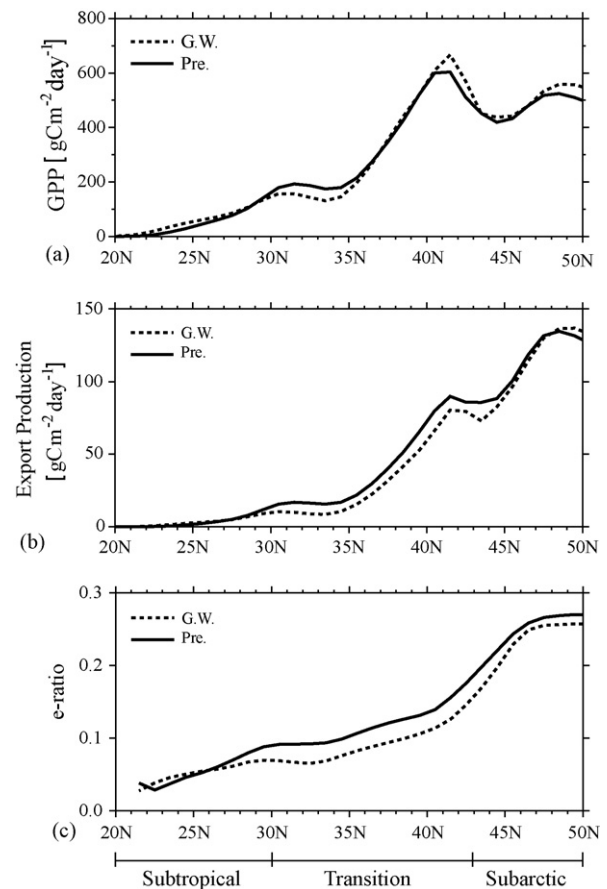 800
600
400
200
0
GPP [ gCm⁻² day⁻¹]
G.W.
Pre.
(a)
20N 25N 30N 35N 40N 45N 50N
150
100
50
0
Export Production
[ gCm⁻² day⁻¹]
G.W.
Pre.
(b)
20N 25N 30N 35N 40N 45N 50N
0.3
0.2
0.1
0.0
e-ratio
G.W.
Pre.
(c)
20N 25N 30N 35N 40N 45N 50N
Subtropical Transition Subarctic